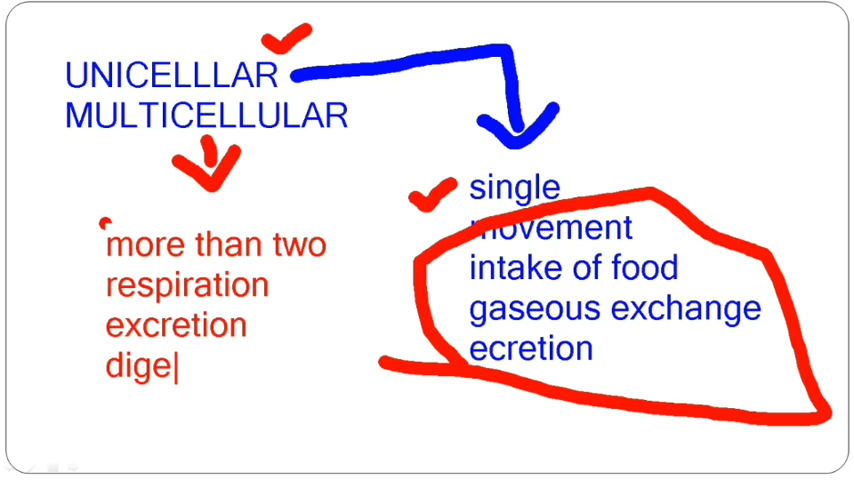 UNICELLLAR
MULTICELLULAR
single
movement
intake of food
gaseous exchange
ecretion
more than two
respiration
excretion
dige